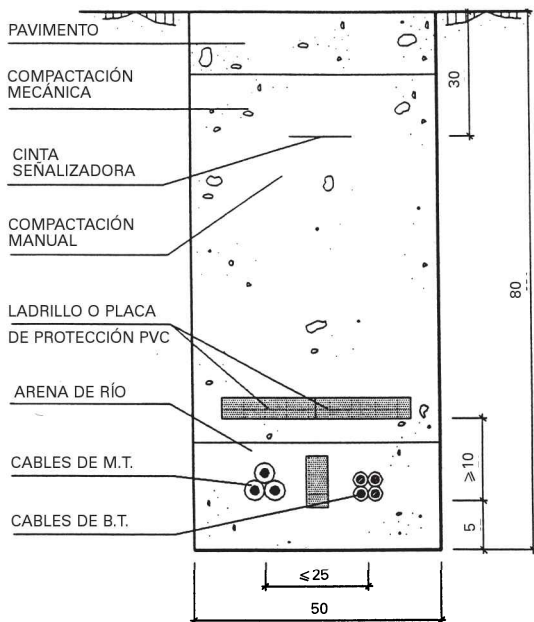 PAVIMENTO
COMPACTACIÓN
MECÁNICA
CINTA
SEÑALIZADORA
COMPACTACIÓN
MANUAL
LADRILLO O PLACA
DE PROTECCIÓN PVC
ARENA DE RÍO
CABLES DE M.T.
CABLES DE B.T.
30
80
≥10
5
≤25
50